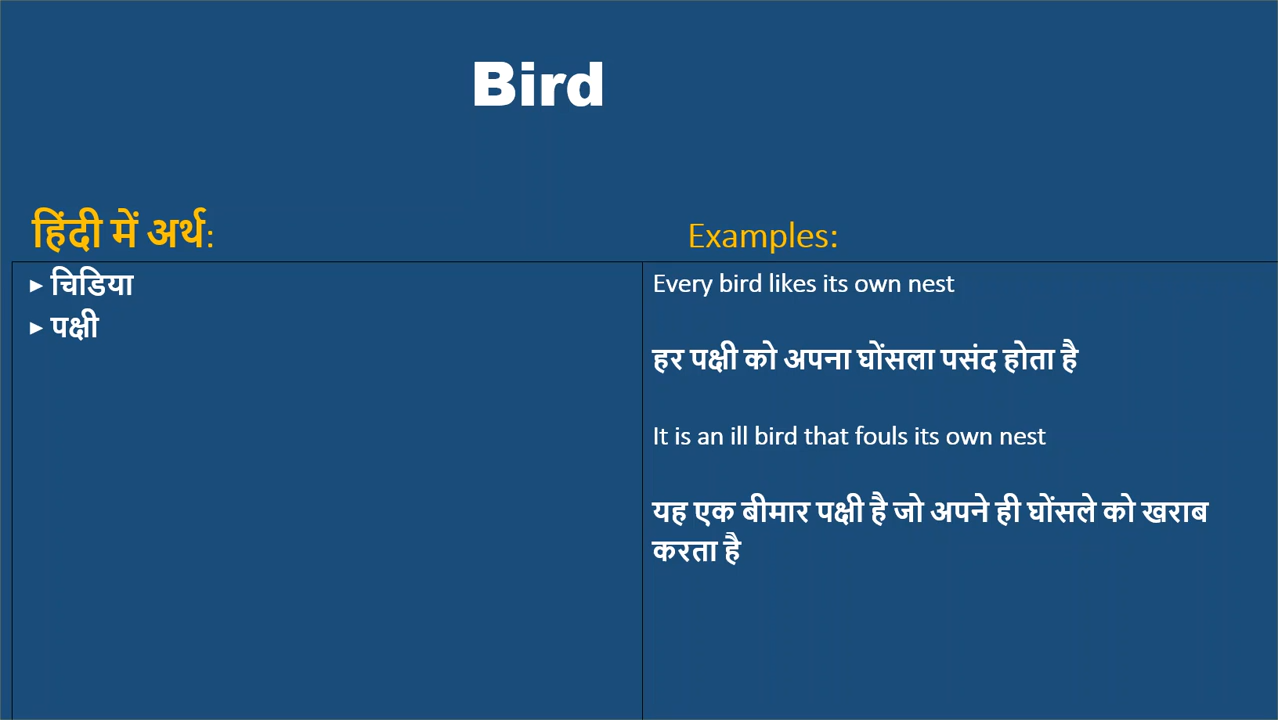 Bird
हिंदी में अर्थ:
▸ चिडिया
▸ पक्षी
Examples:
Every bird likes its own nest
हर पक्षी को अपना घोंसला पसंद होता है
It is an ill bird that fouls its own nest
यह एक बीमार पक्षी है जो अपने ही घोंसले को खराब
करता है